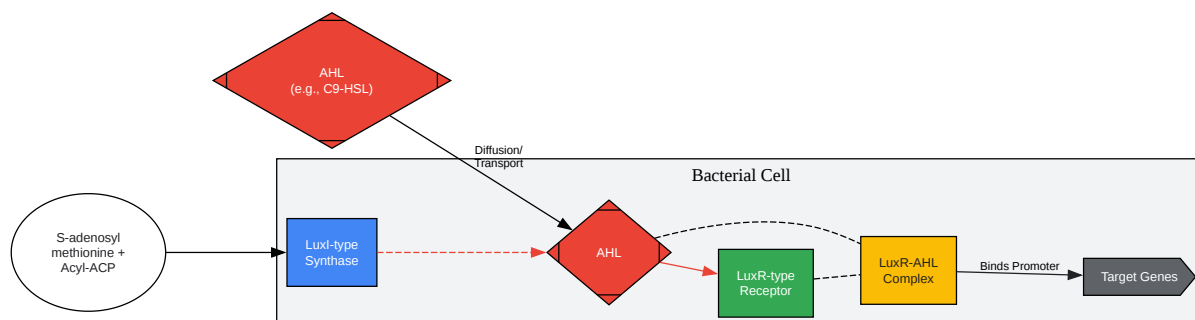 AHL
(e.g., C9-HSL)
Diffusion/
Transport
Bacterial Cell
S-adenosyl
methionine +
Acyl-ACP
LuxI-type
Synthase
AHL
LuxR-type
Receptor
LuxR-AHL
Complex
Binds Promoter
Target Genes